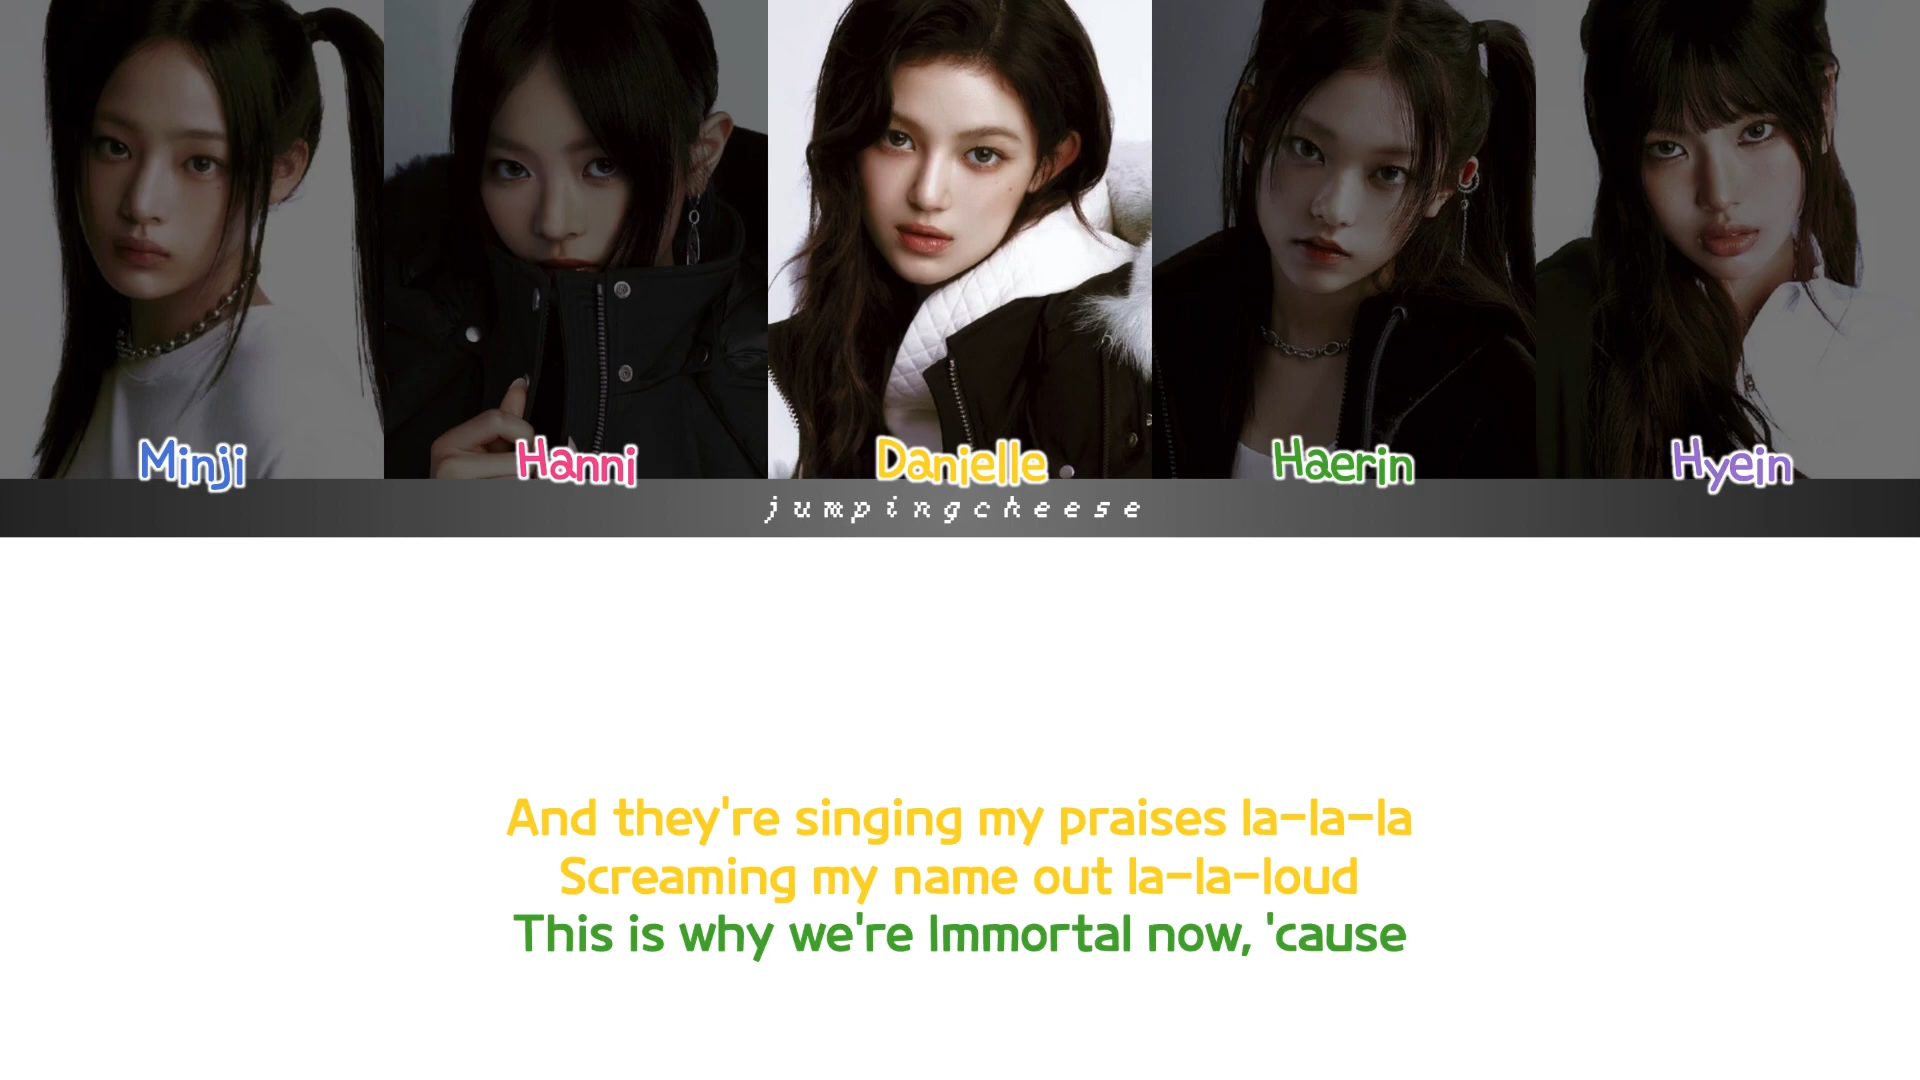 Minji Hanni Danielle Haerin Hyein
jumpingcheese
And they're singing my praises la-la-la
Screaming my name out la-la-loud
This is why we're Immortal now, 'cause